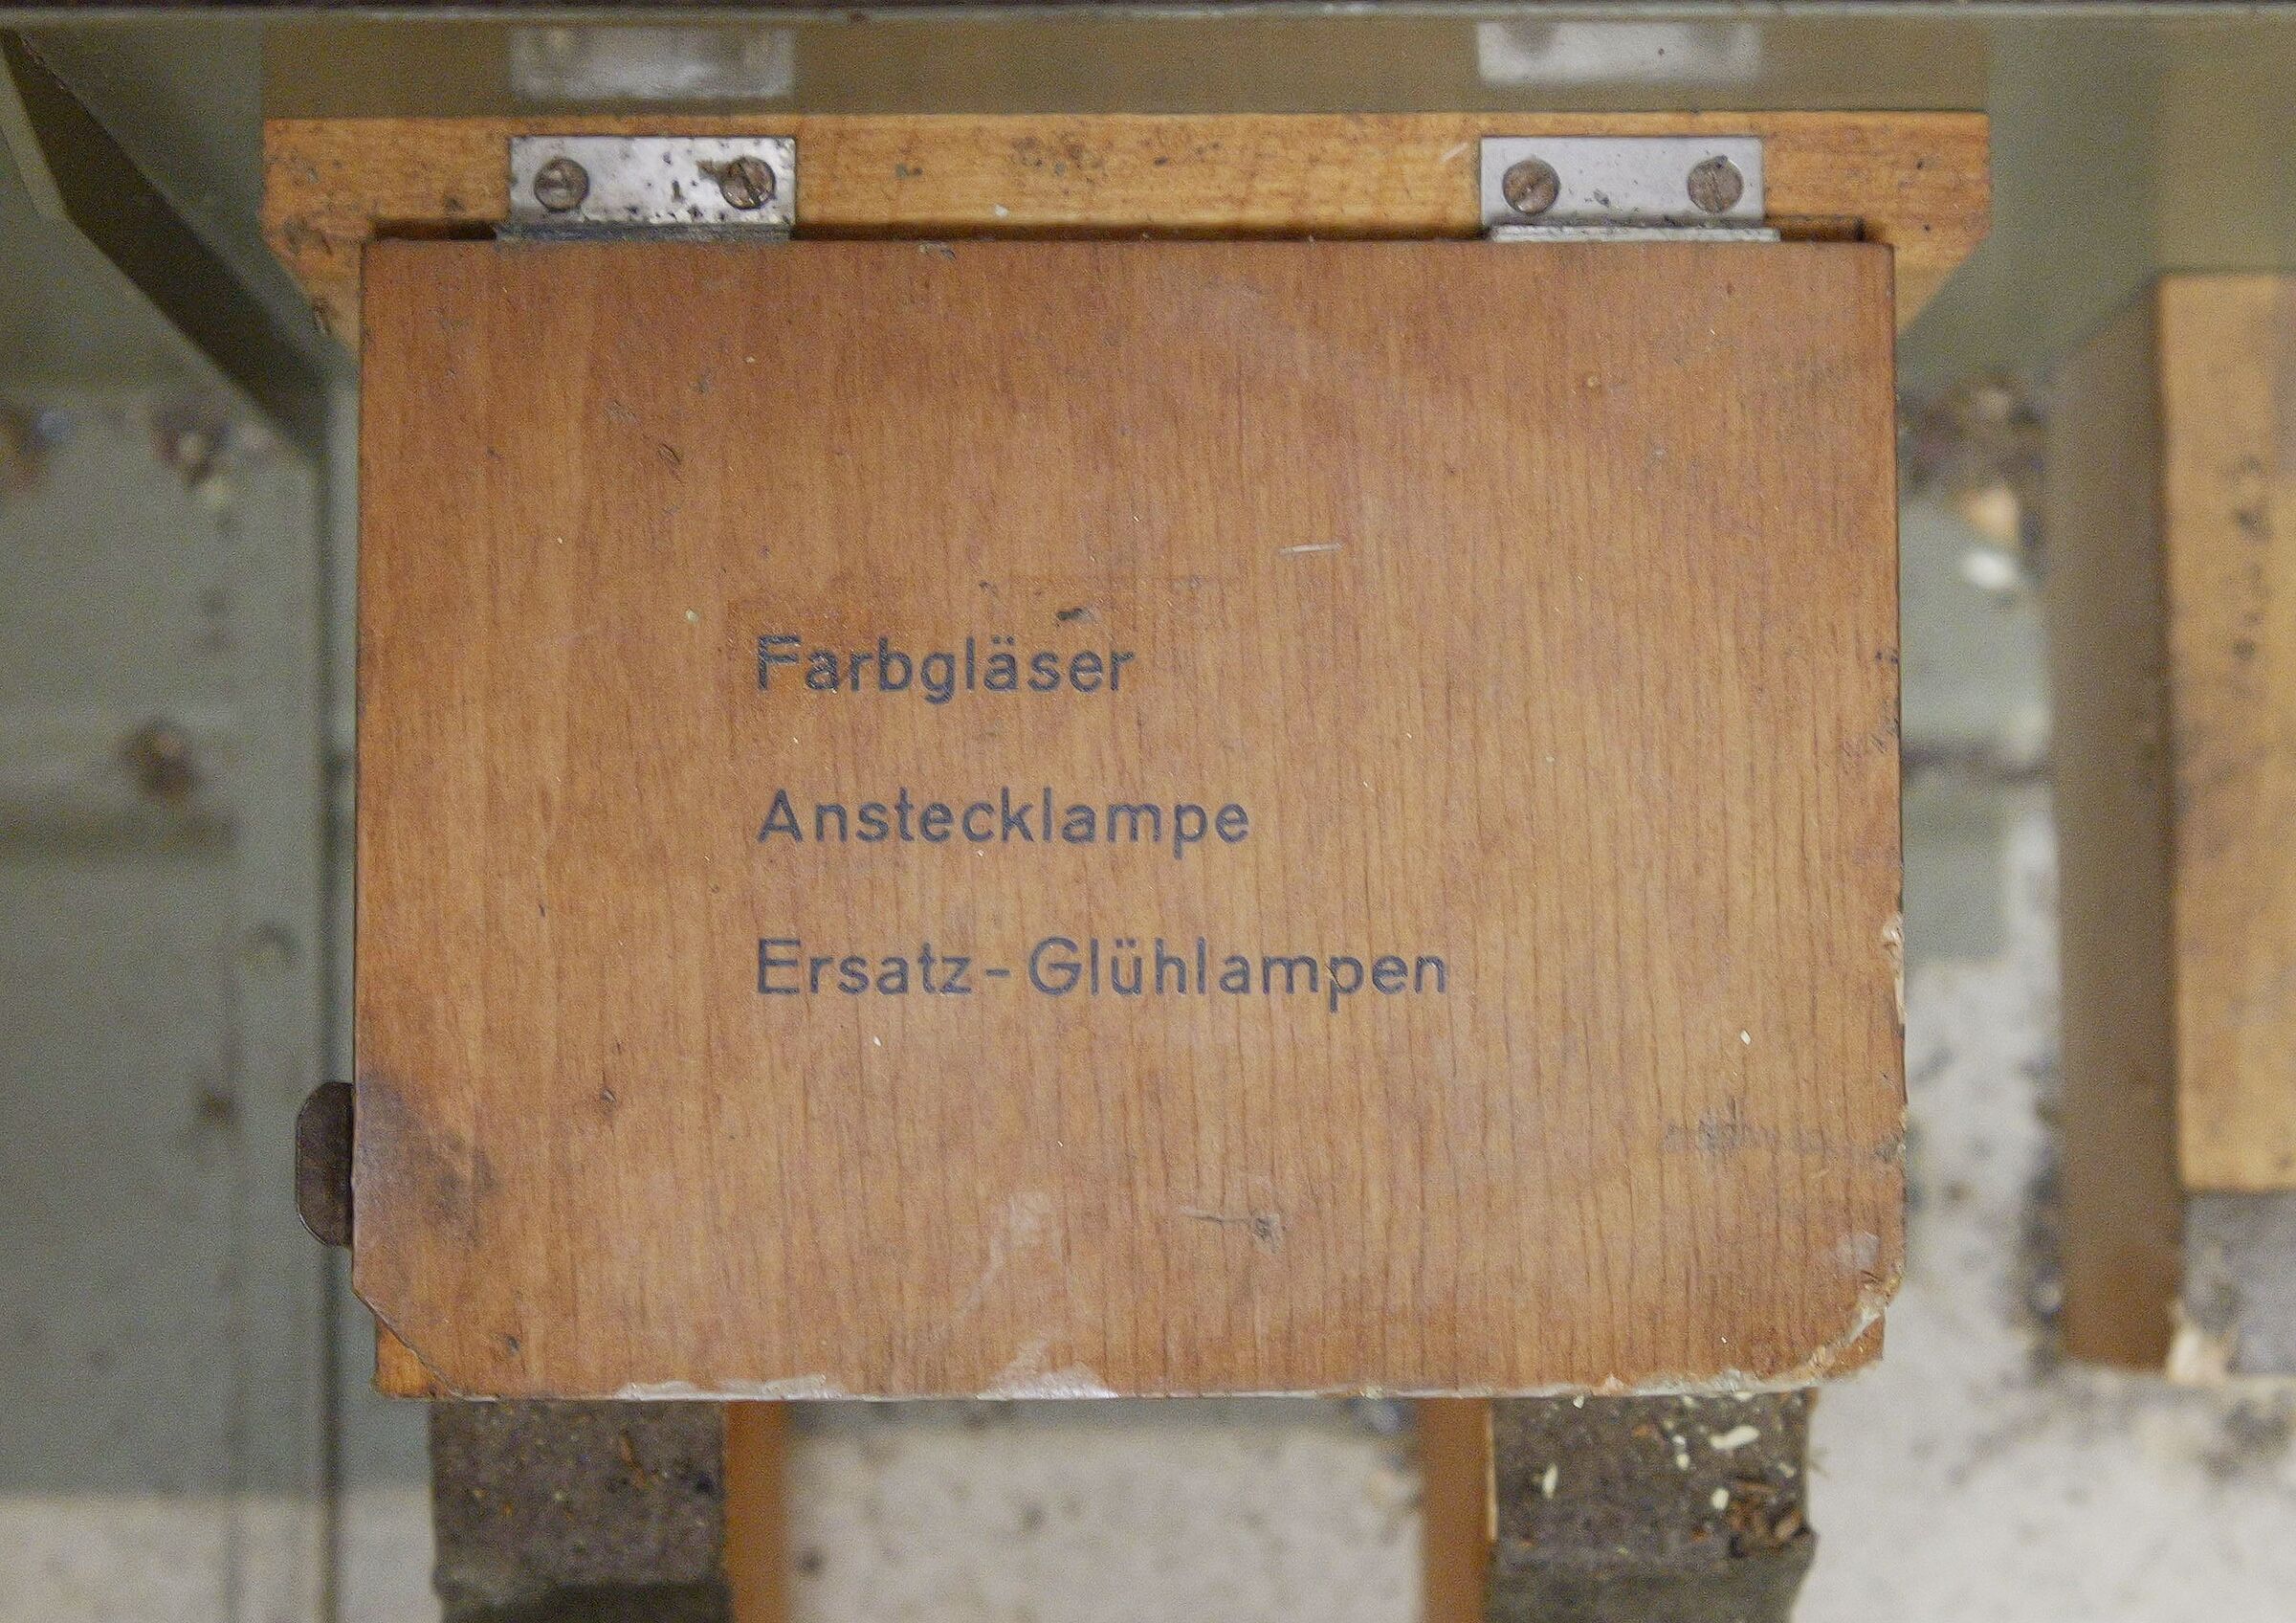 Farbgläser
Anstecklampe
Ersatz-Glühlampen